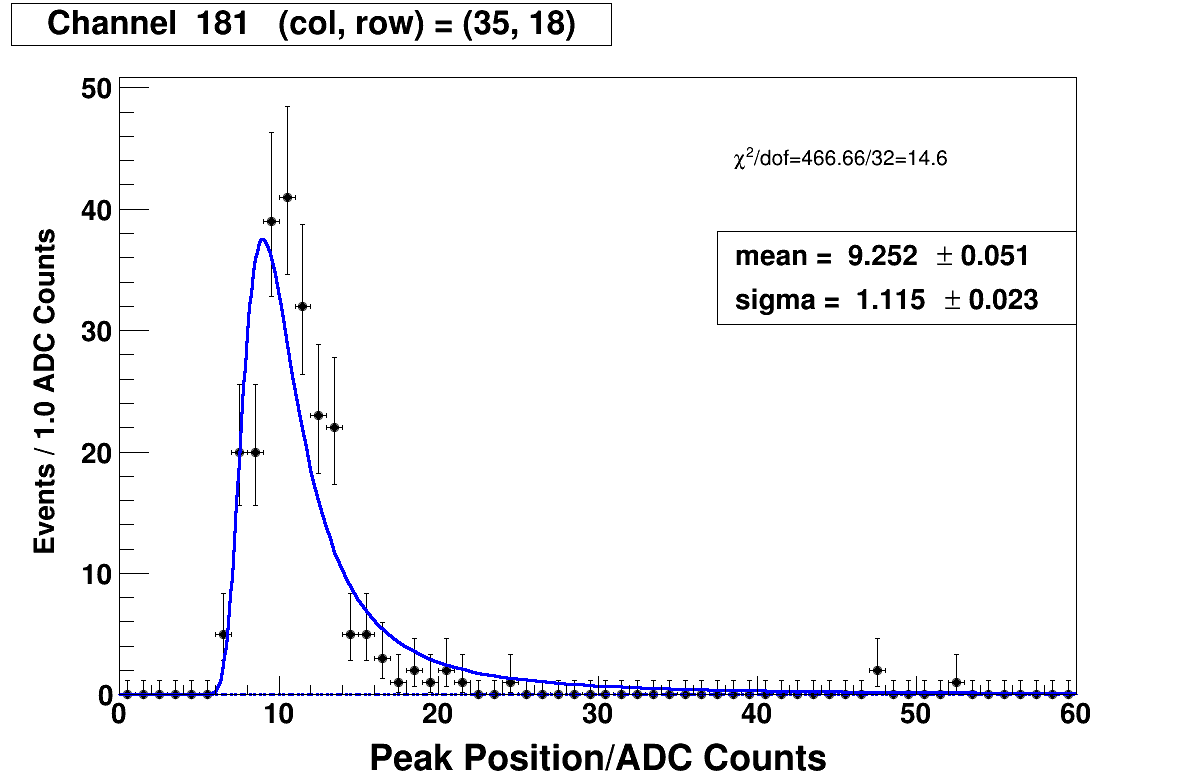 Channel 181 (col, row) = (35, 18)
50
40
30
20
10
0
Events / 1.0 ADC Counts
χ²/dof=466.66/32=14.6
mean = 9.252 ± 0.051
sigma = 1.115 ± 0.023
0 10 20 30 40 50 60
Peak Position/ADC Counts